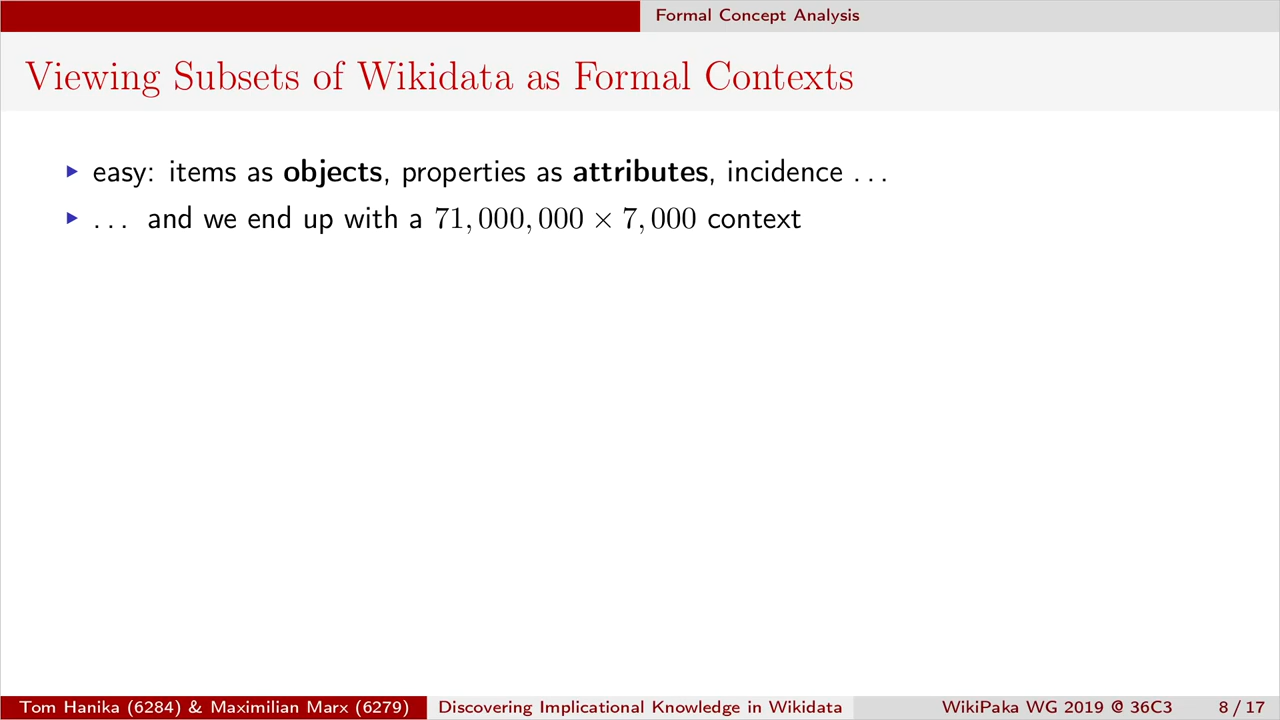 Formal Concept Analysis
Viewing Subsets of Wikidata as Formal Contexts
▶ easy: items as objects, properties as attributes, incidence ...
▶ ... and we end up with a 71,000,000 × 7,000 context
Tom Hanika (6284) & Maximilian Marx (6279) Discovering Implicational Knowledge in Wikidata WikiPaka WG 2019 @ 36C3 8 / 17